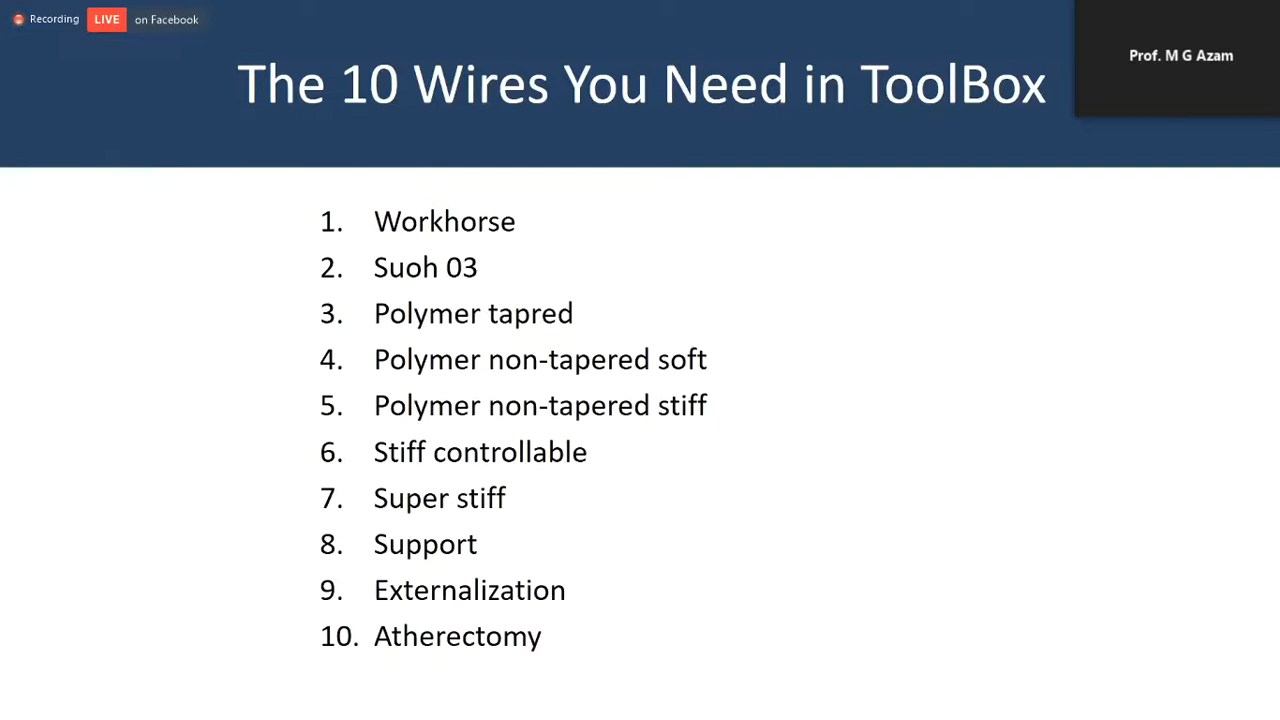 Recording LIVE on Facebook
Prof. M G Azam
The 10 Wires You Need in ToolBox
1. Workhorse
2. Suoh 03
3. Polymer tapred
4. Polymer non-tapered soft
5. Polymer non-tapered stiff
6. Stiff controllable
7. Super stiff
8. Support
9. Externalization
10. Atherectomy